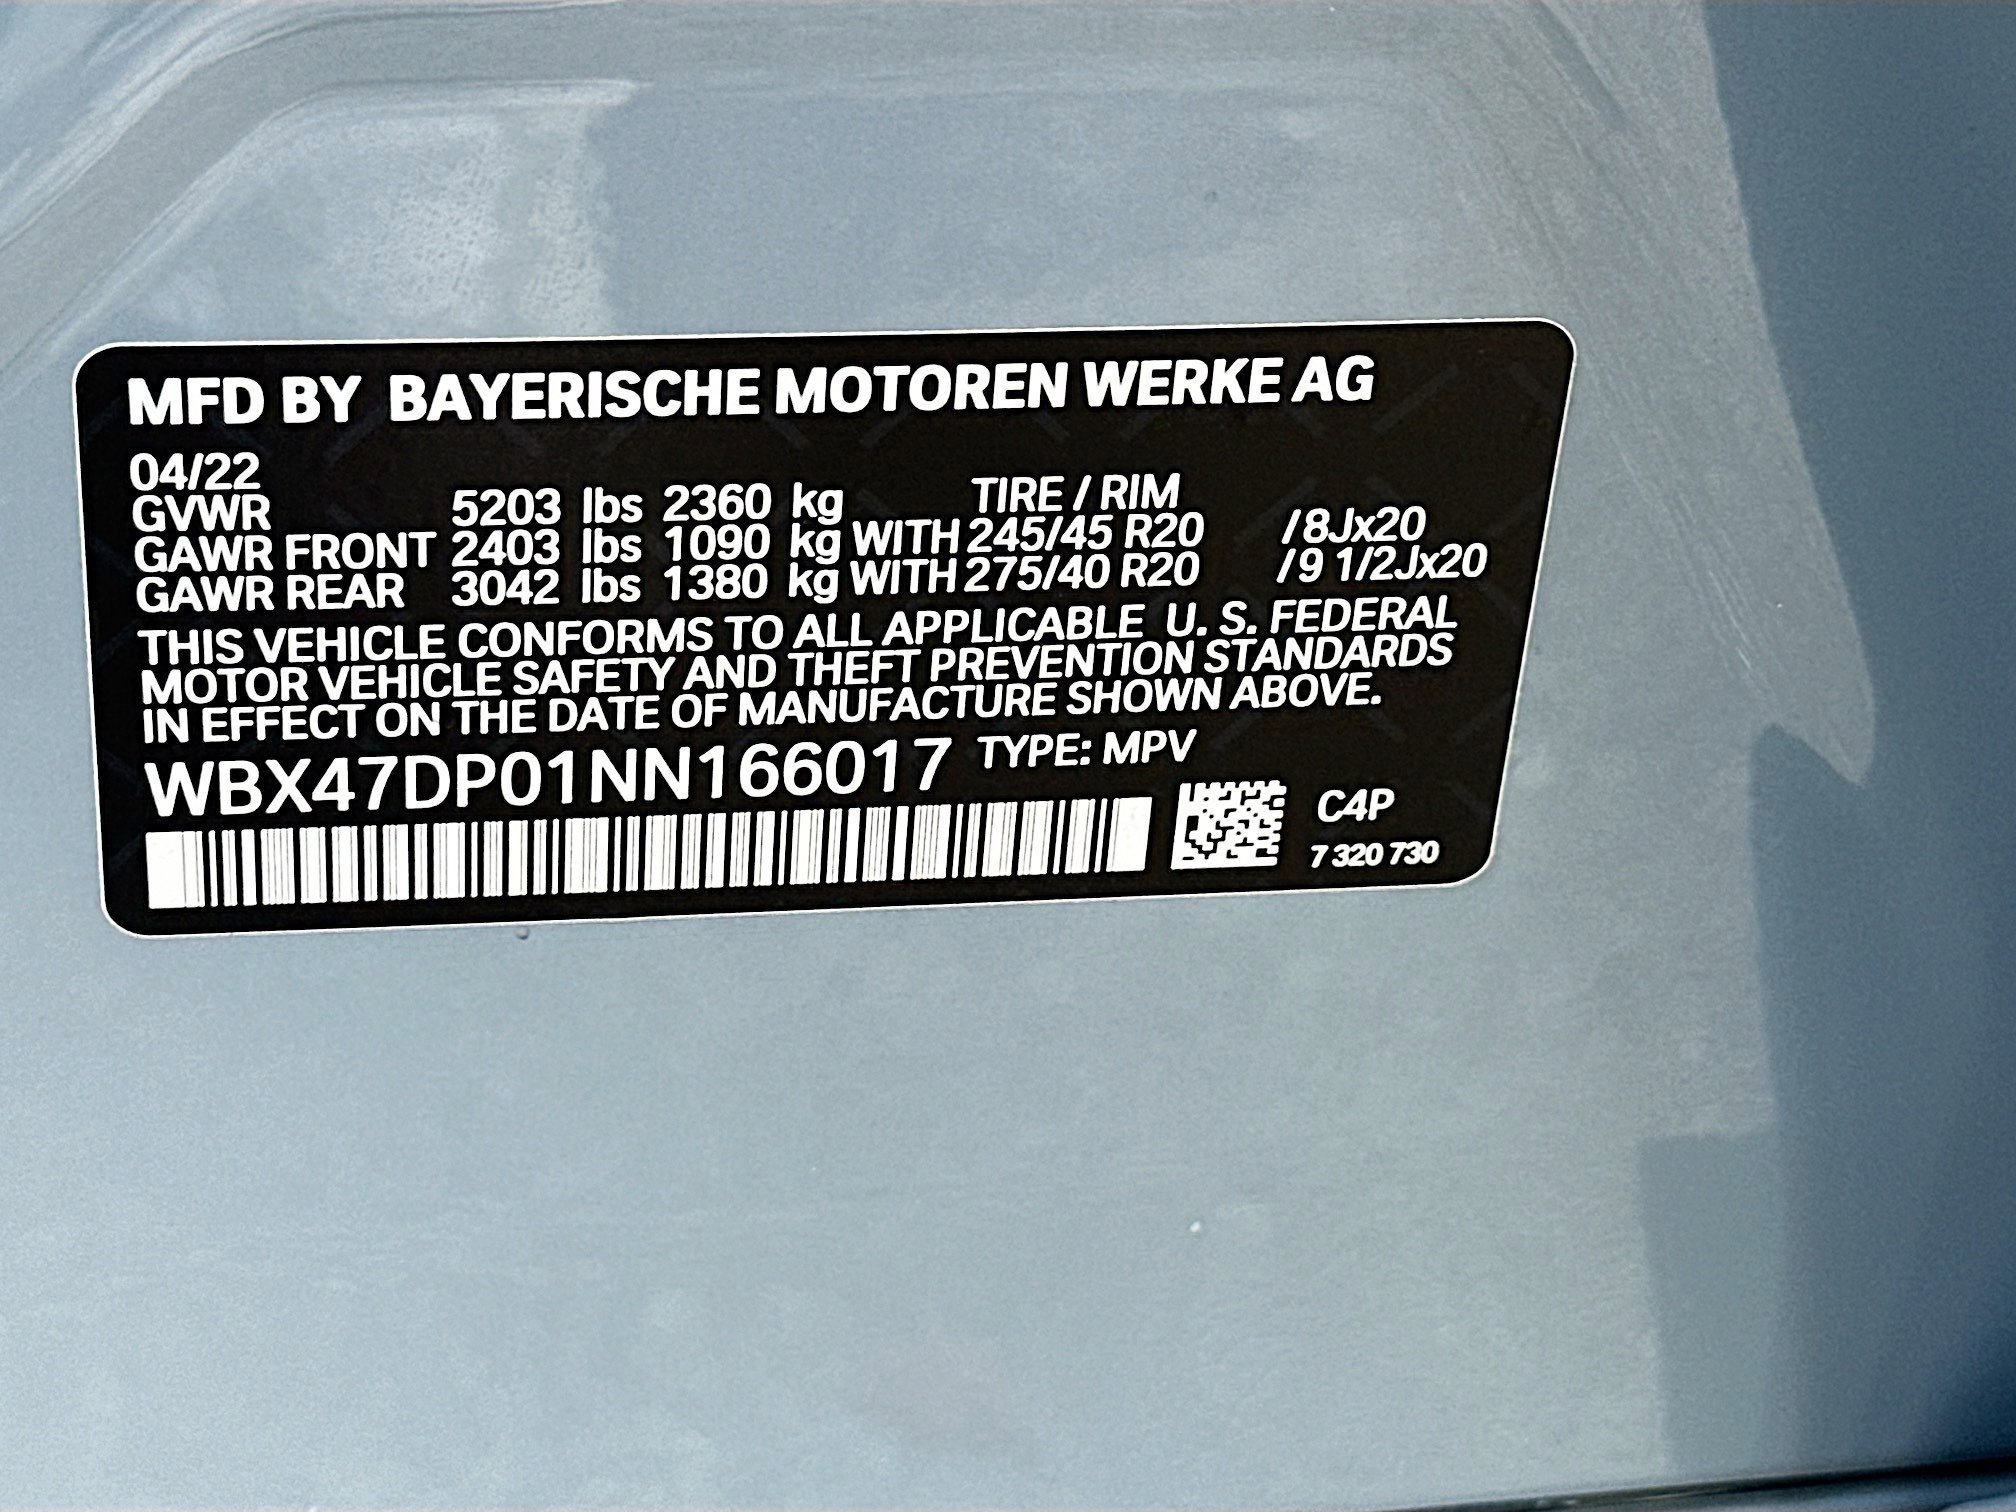 MFD BY BAYERISCHE MOTOREN WERKE AG
04/22
TIRE / RIM
GVWR 5203 lbs 2360 kg
GAWR FRONT 2403 lbs 1090 kg WITH 245/45 R20 /8Jx20
GAWR REAR 3042 lbs 1380 kg WITH 275/40 R20 /9 1/2Jx20
THIS VEHICLE CONFORMS TO ALL APPLICABLE U. S. FEDERAL
MOTOR VEHICLE SAFETY AND THEFT PREVENTION STANDARDS
IN EFFECT ON THE DATE OF MANUFACTURE SHOWN ABOVE.
WBX47DP01NN166017 TYPE: MPV
C4P
7 320 730